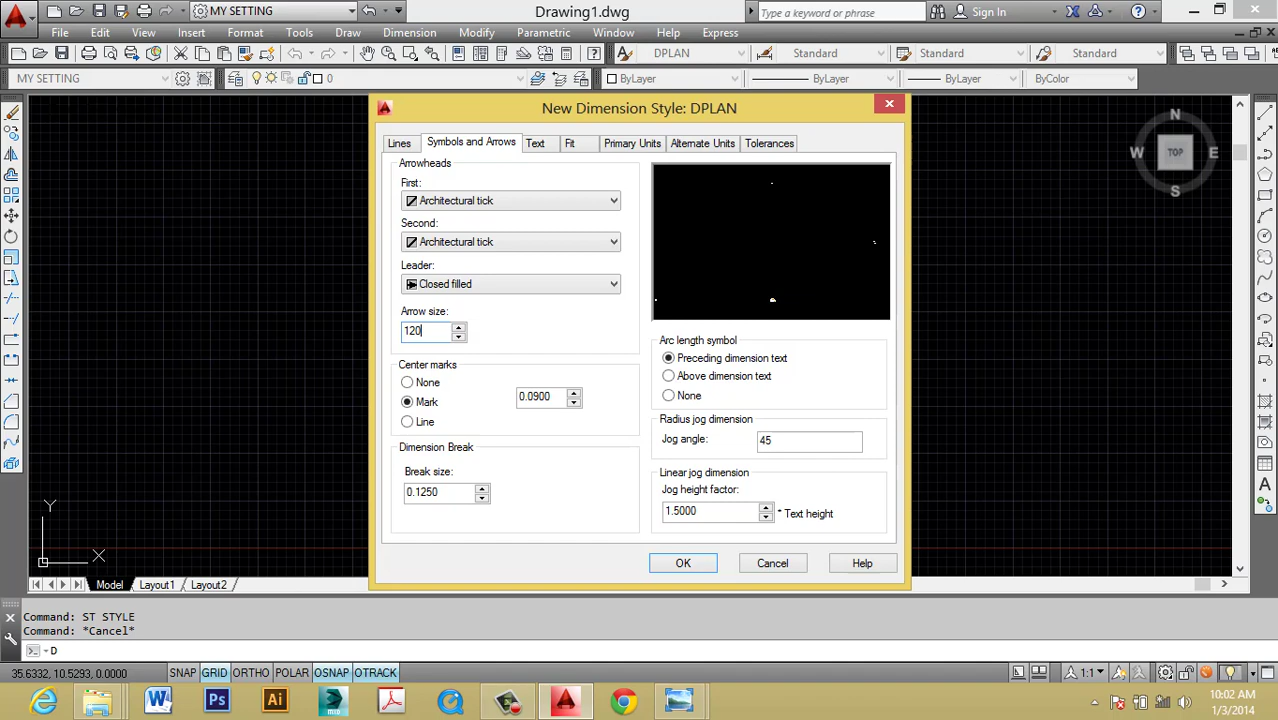 MY SETTING
Drawing1.dwg
Type a keyword or phrase
Sign In
File Edit View Insert Format Tools Draw Dimension Modify Parametric Window Help Express
DPLAN Standard Standard Standard
MY SETTING 0 ByLayer ByLayer ByLayer ByColor
New Dimension Style: DPLAN
Lines Symbols and Arrows Text Fit Primary Units Alternate Units Tolerances
Arrowheads
First:
Architectural tick
Second:
Architectural tick
Leader:
Closed filled
Arrow size:
120
Center marks
None
Mark
0.0900
Line
Dimension Break
Break size:
0.1250
Arc length symbol
Preceding dimension text
Above dimension text
None
Radius jog dimension
Jog angle:
45
Linear jog dimension
Jog height factor:
1.5000
* Text height
OK Cancel Help
N
W TOP E
S
Y
X
Model Layout1 Layout2
Command: ST STYLE
Command: *Cancel*
D
35.6332, 10.5293, 0.0000 SNAP GRID ORTHO POLAR OSNAP OTRACK 1:1
W Ps Ai
10:02 AM
1/3/2014